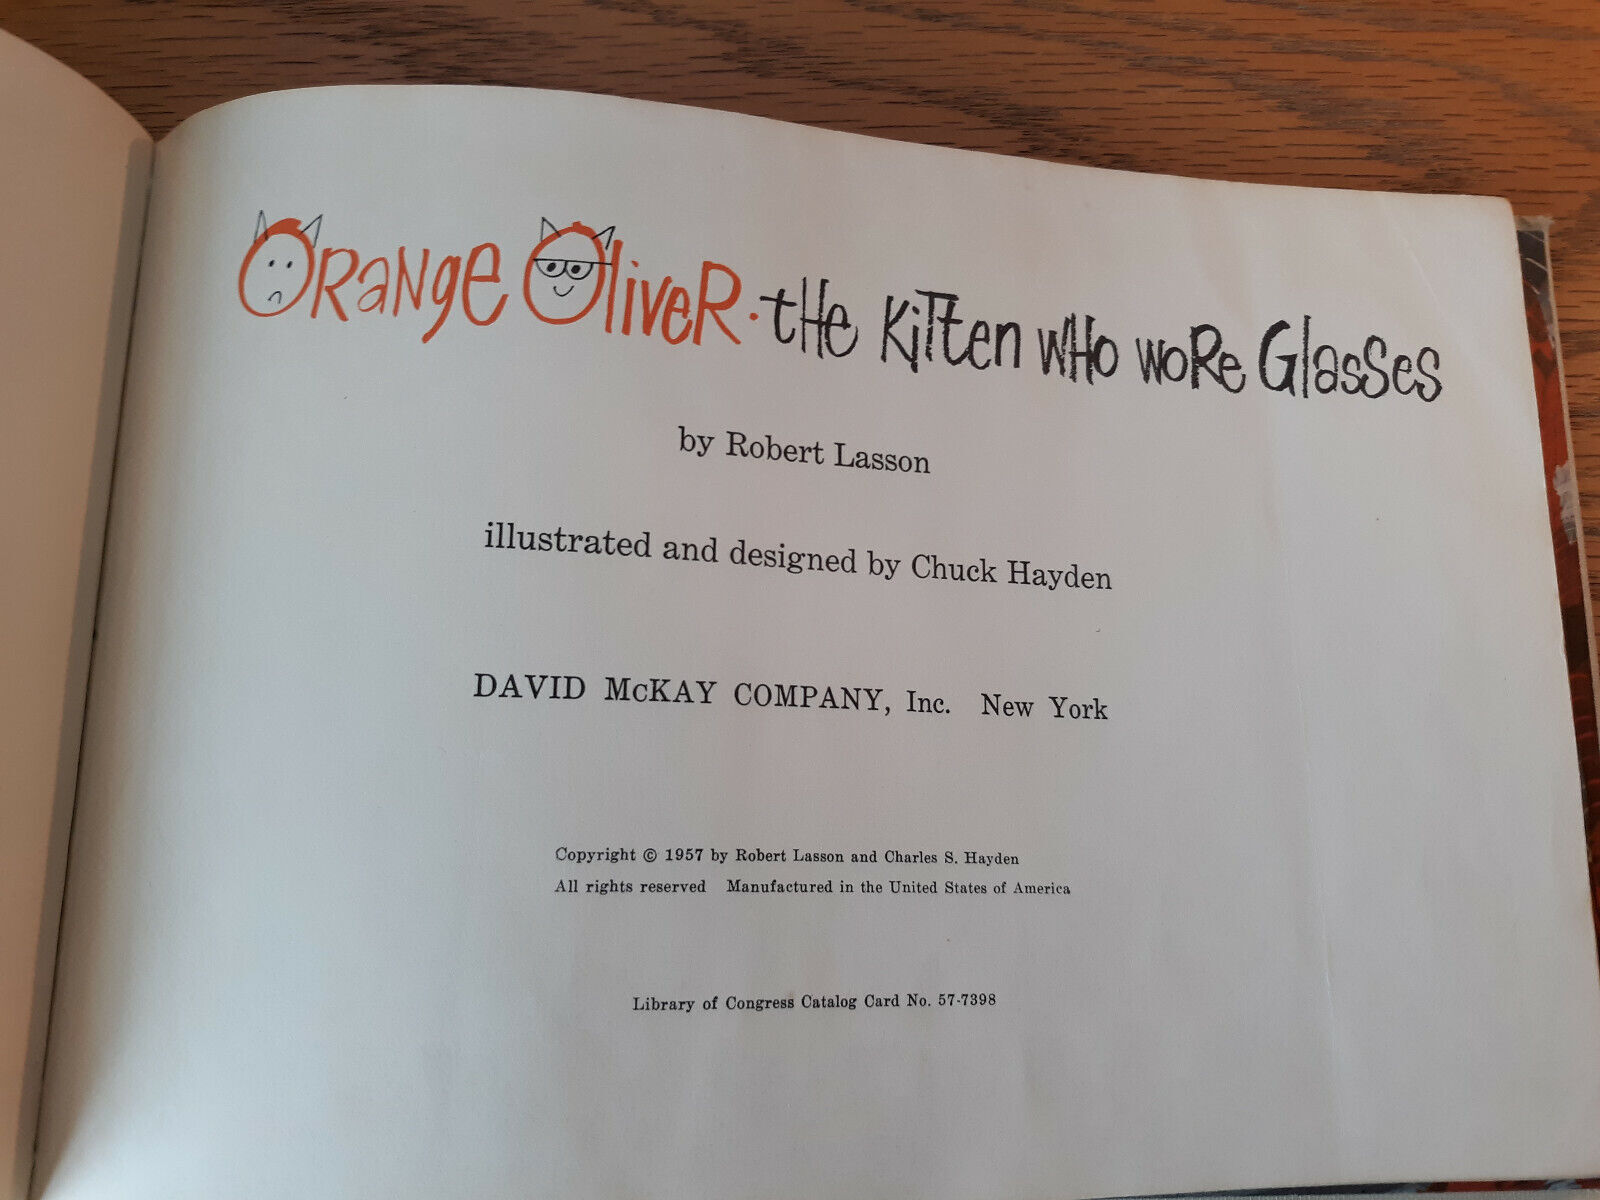 Orange Oliver · the Kitten who wore Glasses
by Robert Lasson
illustrated and designed by Chuck Hayden
DAVID McKAY COMPANY, Inc. New York
Copyright © 1957 by Robert Lasson and Charles S. Hayden
All rights reserved Manufactured in the United States of America
Library of Congress Catalog Card No. 57-7398